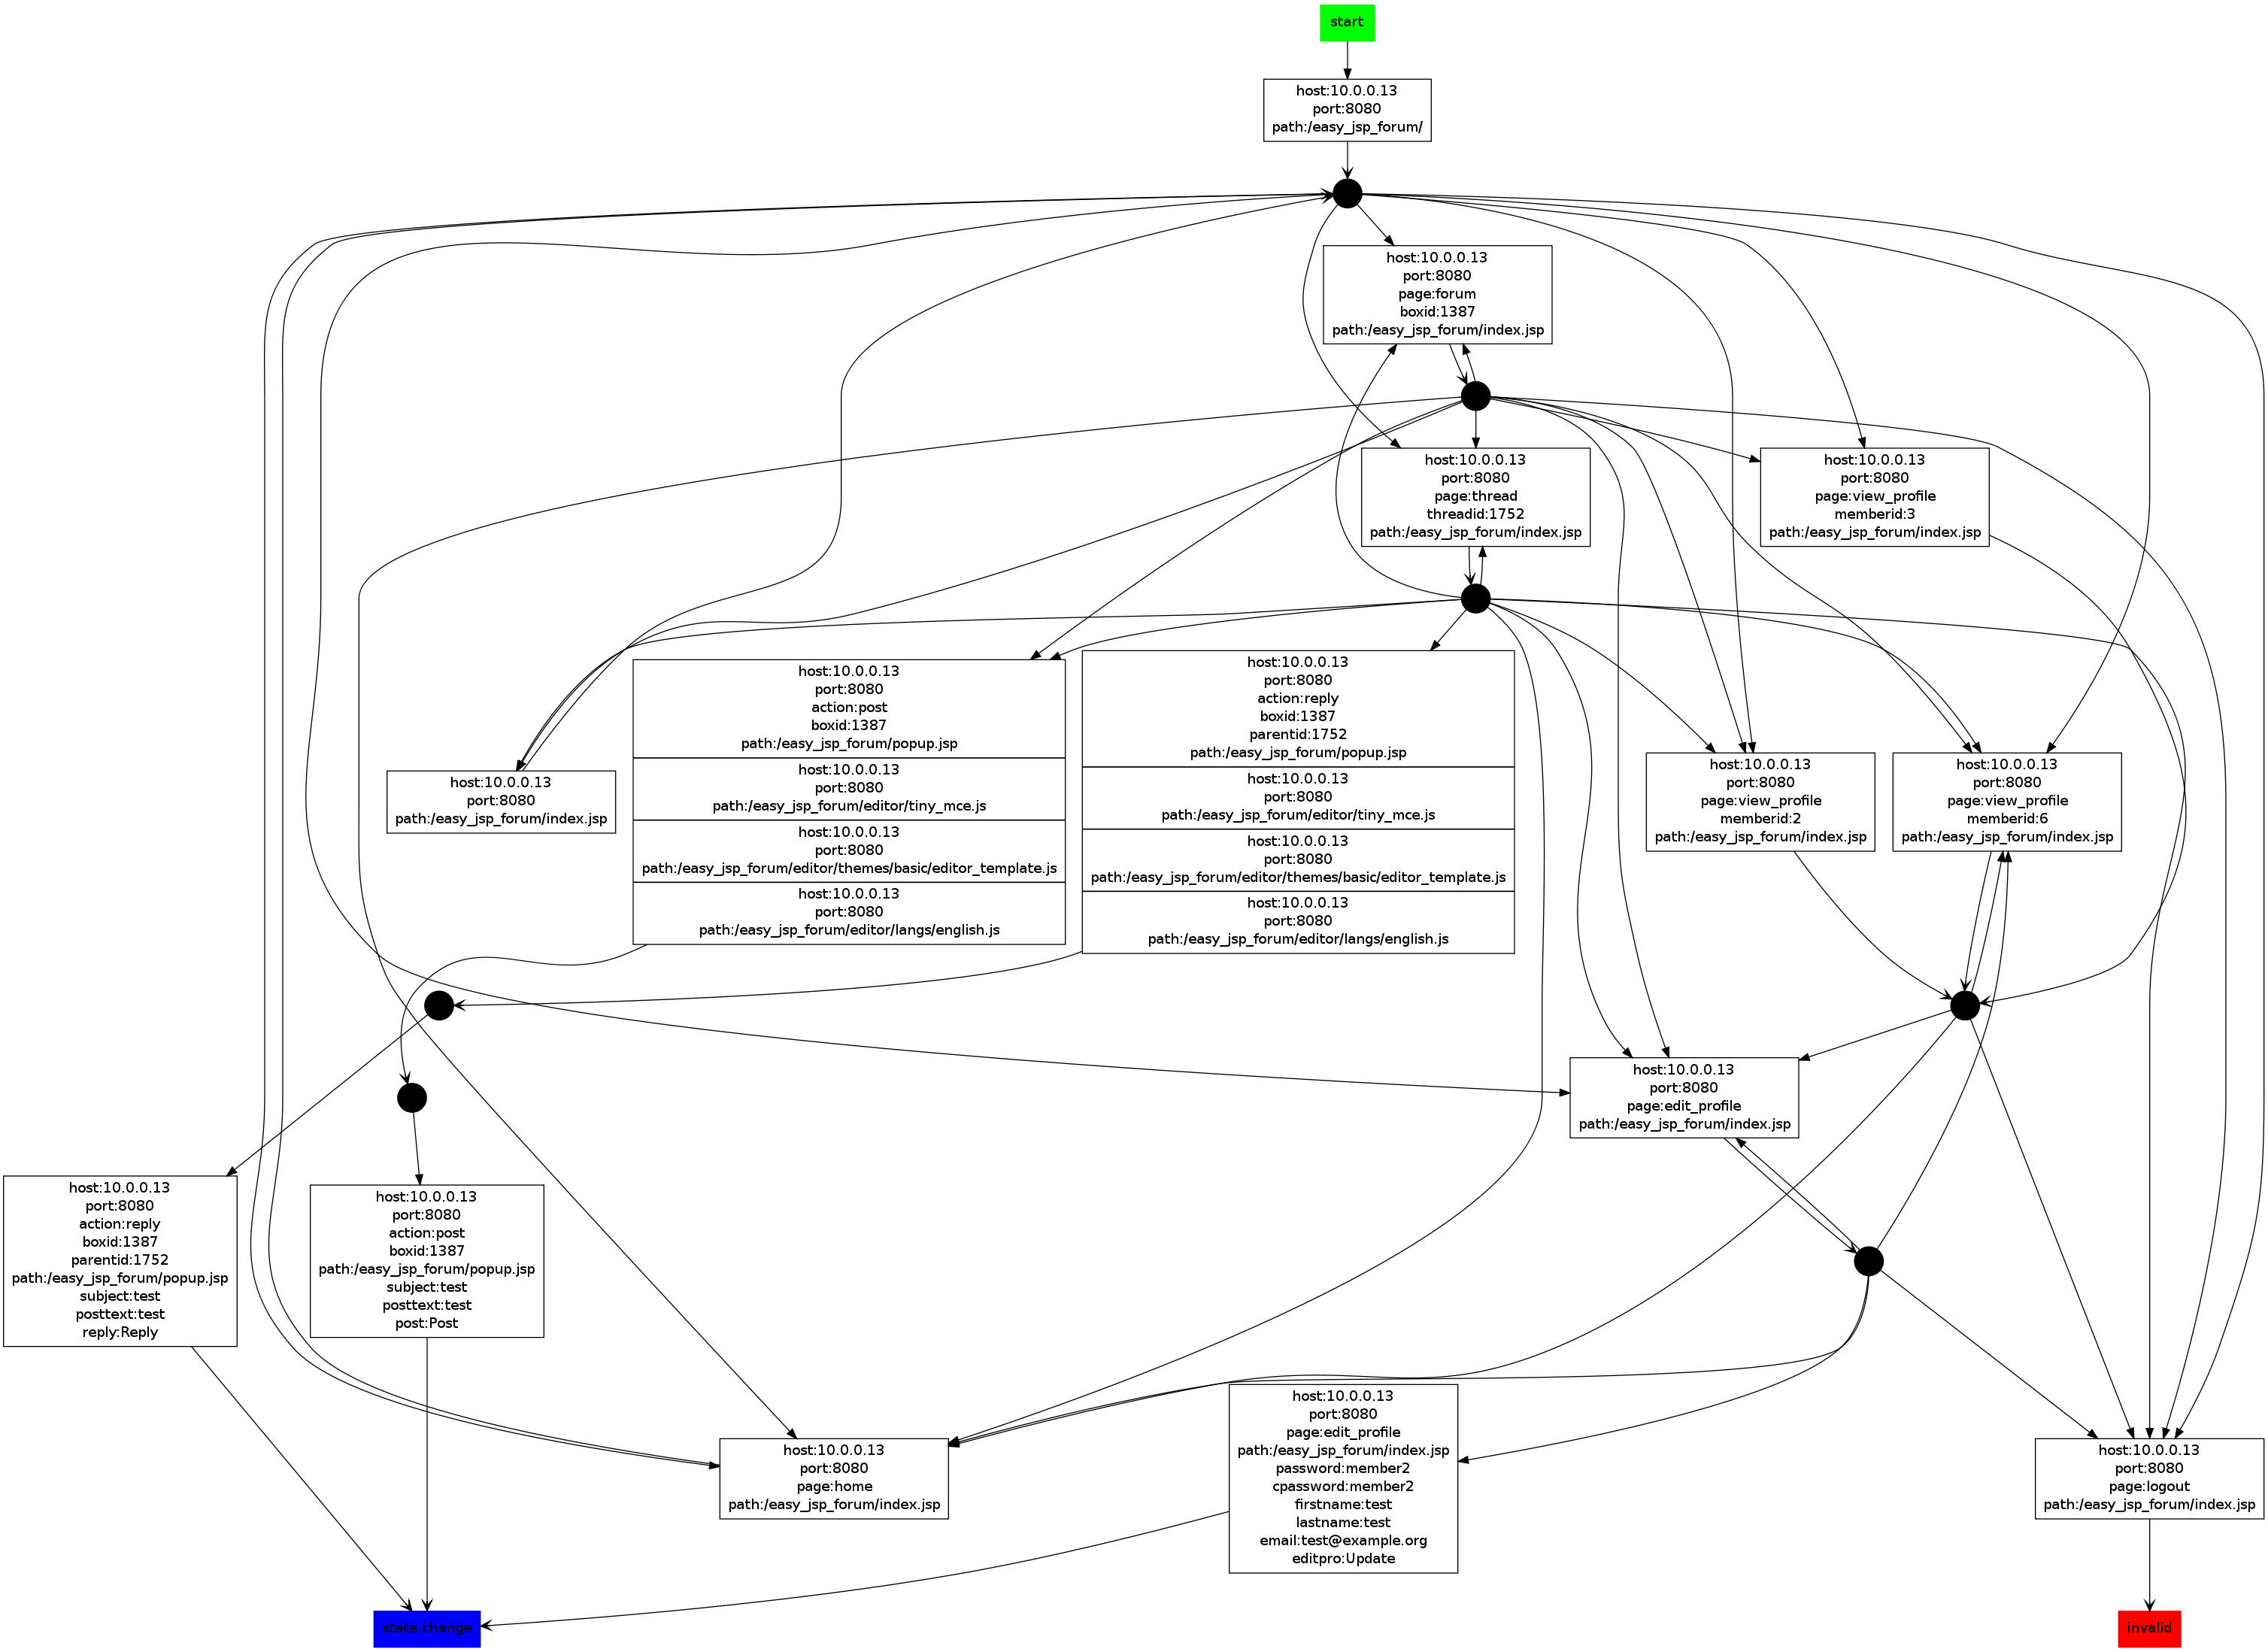 start
host:10.0.0.13
port:8080
path:/easy_jsp_forum/
host:10.0.0.13
port:8080
page:forum
boxid:1387
path:/easy_jsp_forum/index.jsp
host:10.0.0.13
port:8080
page:thread
threadid:1752
path:/easy_jsp_forum/index.jsp
host:10.0.0.13
port:8080
page:view_profile
memberid:3
path:/easy_jsp_forum/index.jsp
host:10.0.0.13
port:8080
path:/easy_jsp_forum/index.jsp
host:10.0.0.13
port:8080
action:post
boxid:1387
path:/easy_jsp_forum/popup.jsp
host:10.0.0.13
port:8080
path:/easy_jsp_forum/editor/tiny_mce.js
host:10.0.0.13
port:8080
path:/easy_jsp_forum/editor/themes/basic/editor_template.js
host:10.0.0.13
port:8080
path:/easy_jsp_forum/editor/langs/english.js
host:10.0.0.13
port:8080
action:reply
boxid:1387
parentid:1752
path:/easy_jsp_forum/popup.jsp
host:10.0.0.13
port:8080
path:/easy_jsp_forum/editor/tiny_mce.js
host:10.0.0.13
port:8080
path:/easy_jsp_forum/editor/themes/basic/editor_template.js
host:10.0.0.13
port:8080
path:/easy_jsp_forum/editor/langs/english.js
host:10.0.0.13
port:8080
page:view_profile
memberid:2
path:/easy_jsp_forum/index.jsp
host:10.0.0.13
port:8080
page:view_profile
memberid:6
path:/easy_jsp_forum/index.jsp
host:10.0.0.13
port:8080
page:edit_profile
path:/easy_jsp_forum/index.jsp
host:10.0.0.13
port:8080
action:reply
boxid:1387
parentid:1752
path:/easy_jsp_forum/popup.jsp
subject:test
posttext:test
reply:Reply
host:10.0.0.13
port:8080
action:post
boxid:1387
path:/easy_jsp_forum/popup.jsp
subject:test
posttext:test
post:Post
host:10.0.0.13
port:8080
page:home
path:/easy_jsp_forum/index.jsp
host:10.0.0.13
port:8080
page:edit_profile
path:/easy_jsp_forum/index.jsp
password:member2
cpassword:member2
firstname:test
lastname:test
email:test@example.org
editpro:Update
host:10.0.0.13
port:8080
page:logout
path:/easy_jsp_forum/index.jsp
state change
invalid